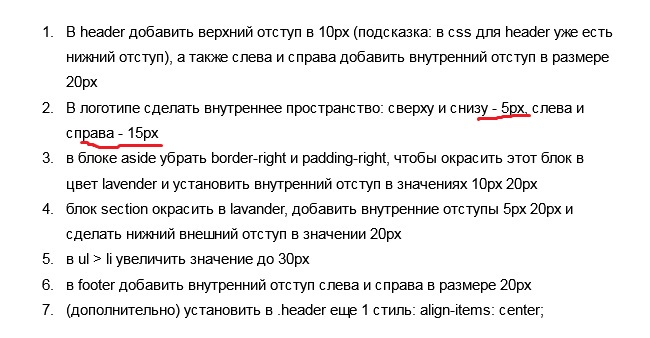 1. В header добавить верхний отступ в 10px (подсказка: в css для header уже есть
нижний отступ), а также слева и справа добавить внутренний отступ в размере
20px
2. В логотипе сделать внутреннее пространство: сверху и снизу - 5px, слева и
справа - 15px
3. в блоке aside убрать border-right и padding-right, чтобы окрасить этот блок в
цвет lavender и установить внутренний отступ в значениях 10px 20px
4. блок section окрасить в lavander, добавить внутренние отступы 5px 20px и
сделать нижний внешний отступ в значении 20px
5. в ul > li увеличить значение до 30px
6. в footer добавить внутренний отступ слева и справа в размере 20px
7. (дополнительно) установить в .header еще 1 стиль: align-items: center;